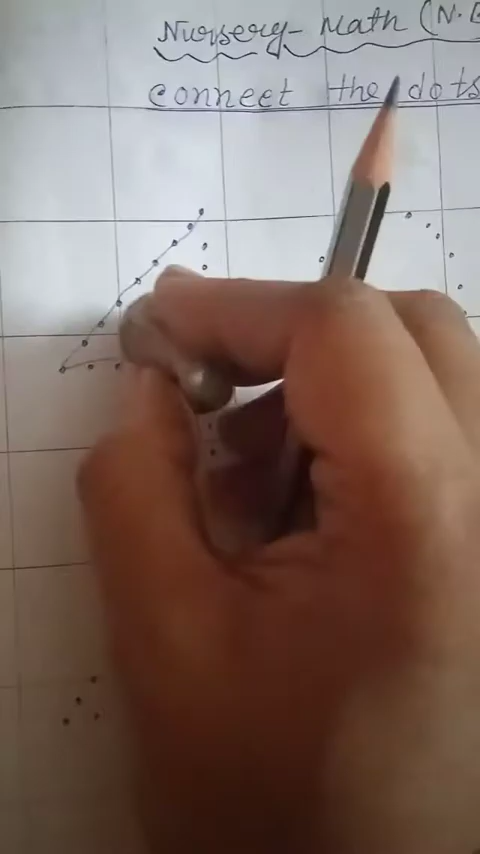 Nursery- Math (N.
connect the dots